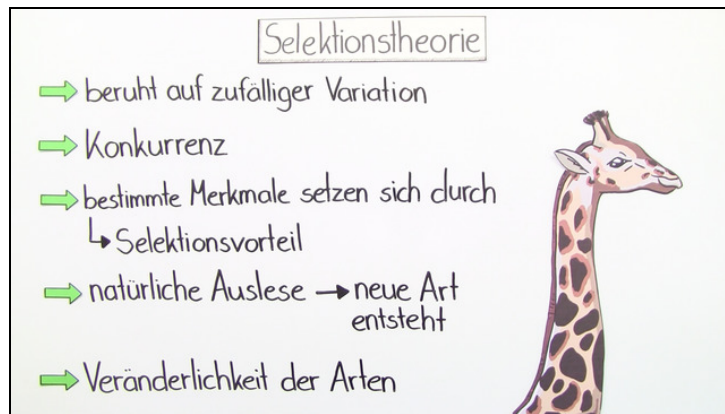 Selektionstheorie
beruht auf zufälliger Variation
Konkurrenz
bestimmte Merkmale setzen sich durch
Selektionsvorteil
natürliche Auslese → neue Art
entsteht
Veränderlichkeit der Arten